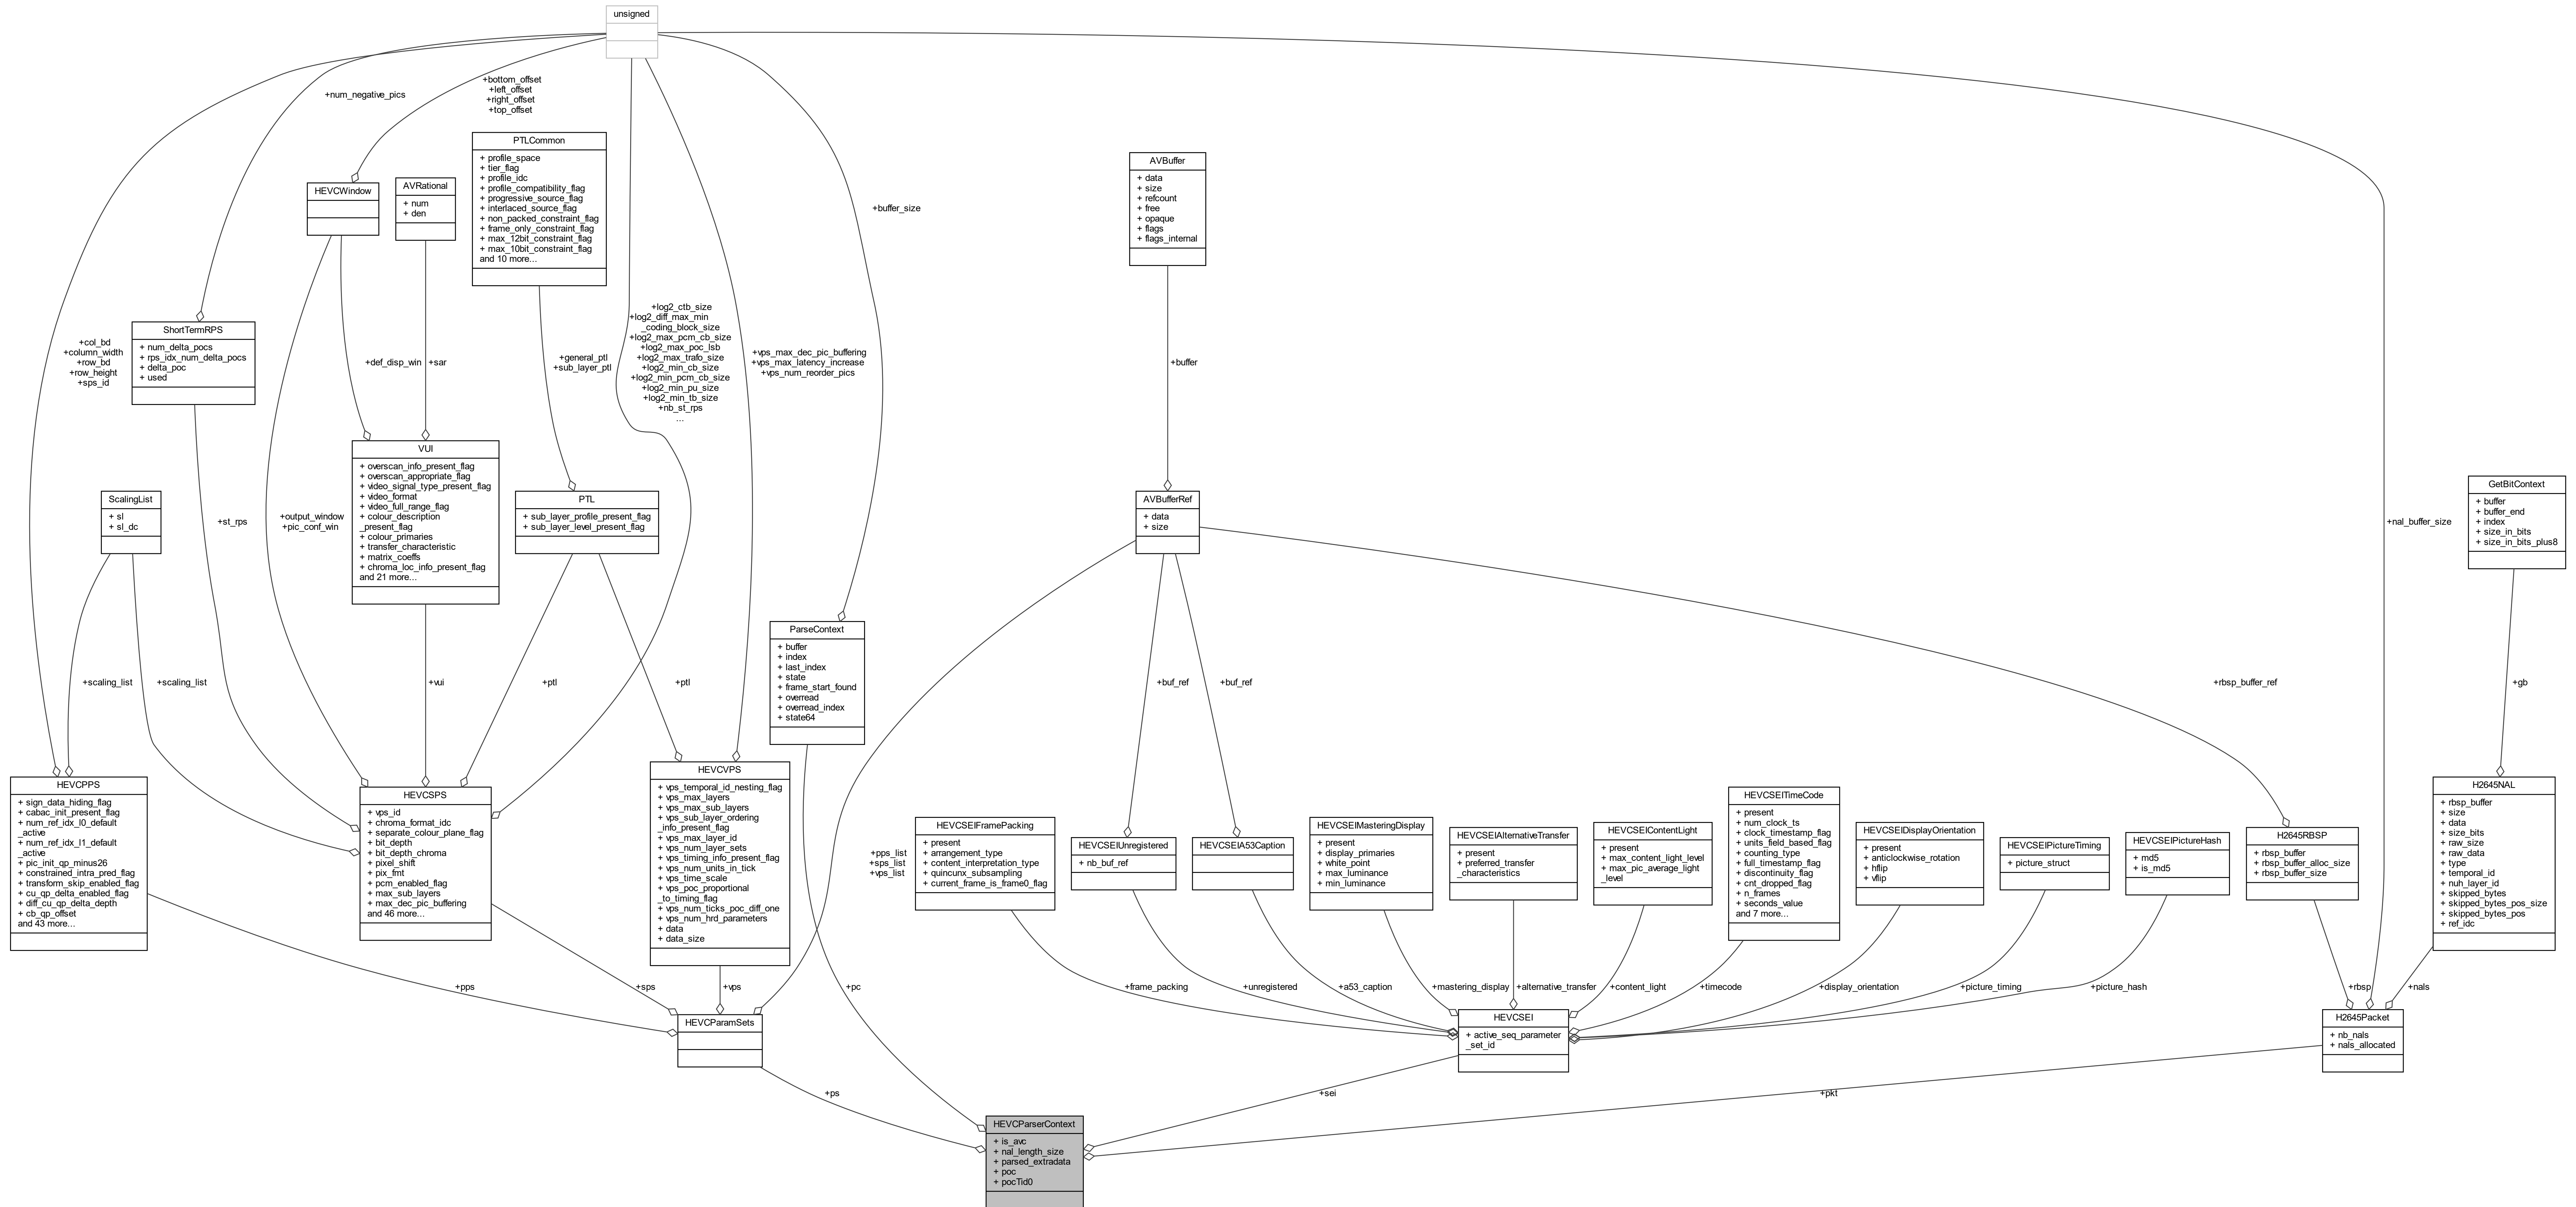 unsigned
+num_negative_pics
+bottom_offset
+left_offset
+right_offset
+top_offset
PTLCommon
+ profile_space
+ tier_flag
+ profile_idc
+ profile_compatibility_flag
+ progressive_source_flag
+ interlaced_source_flag
+ non_packed_constraint_flag
+ frame_only_constraint_flag
+ max_12bit_constraint_flag
+ max_10bit_constraint_flag
and 10 more...
HEVCWindow
AVRational
+ num
+ den
+buffer_size
AVBuffer
+ data
+ size
+ refcount
+ free
+ opaque
+ flags
+ flags_internal
+col_bd
+column_width
+row_bd
+row_height
+sps_id
ShortTermRPS
+ num_delta_pocs
+ rps_idx_num_delta_pocs
+ delta_poc
+ used
+def_disp_win
+sar
+general_ptl
+sub_layer_ptl
+log2_ctb_size
+log2_diff_max_min
_coding_block_size
+log2_max_pcm_cb_size
+log2_max_poc_lsb
+log2_max_trafo_size
+log2_min_cb_size
+log2_min_pcm_cb_size
+log2_min_pu_size
+log2_min_tb_size
+nb_st_rps
...
+vps_max_dec_pic_buffering
+vps_max_latency_increase
+vps_num_reorder_pics
+buffer
ScalingList
+ sl
+ sl_dc
+st_rps
+output_window
+pic_conf_win
VUI
+ overscan_info_present_flag
+ overscan_appropriate_flag
+ video_signal_type_present_flag
+ video_format
+ video_full_range_flag
+ colour_description
_present_flag
+ colour_primaries
+ transfer_characteristic
+ matrix_coeffs
+ chroma_loc_info_present_flag
and 21 more...
PTL
+ sub_layer_profile_present_flag
+ sub_layer_level_present_flag
AVBufferRef
+ data
+ size
+nal_buffer_size
GetBitContext
+ buffer
+ buffer_end
+ index
+ size_in_bits
+ size_in_bits_plus8
+scaling_list
+scaling_list
+vui
+ptl
+ptl
ParseContext
+ buffer
+ index
+ last_index
+ state
+ frame_start_found
+ overread
+ overread_index
+ state64
+buf_ref
+buf_ref
+rbsp_buffer_ref
+gb
HEVCPPS
+ sign_data_hiding_flag
+ cabac_init_present_flag
+ num_ref_idx_l0_default
_active
+ num_ref_idx_l1_default
_active
+ pic_init_qp_minus26
+ constrained_intra_pred_flag
+ transform_skip_enabled_flag
+ cu_qp_delta_enabled_flag
+ diff_cu_qp_delta_depth
+ cb_qp_offset
and 43 more...
HEVCSPS
+ vps_id
+ chroma_format_idc
+ separate_colour_plane_flag
+ bit_depth
+ bit_depth_chroma
+ pixel_shift
+ pix_fmt
+ pcm_enabled_flag
+ max_sub_layers
+ max_dec_pic_buffering
and 46 more...
HEVCVPS
+ vps_temporal_id_nesting_flag
+ vps_max_layers
+ vps_max_sub_layers
+ vps_sub_layer_ordering
_info_present_flag
+ vps_max_layer_id
+ vps_num_layer_sets
+ vps_timing_info_present_flag
+ vps_num_units_in_tick
+ vps_time_scale
+ vps_poc_proportional
_to_timing_flag
+ vps_num_ticks_poc_diff_one
+ vps_num_hrd_parameters
+ data
+ data_size
+pps_list
+sps_list
+vps_list
HEVCSEIFramePacking
+ present
+ arrangement_type
+ content_interpretation_type
+ quincunx_subsampling
+ current_frame_is_frame0_flag
HEVCSEIUnregistered
+ nb_buf_ref
HEVCSEIA53Caption
HEVCSEIMasteringDisplay
+ present
+ display_primaries
+ white_point
+ max_luminance
+ min_luminance
HEVCSEIAlternativeTransfer
+ present
+ preferred_transfer
_characteristics
HEVCSEIContentLight
+ present
+ max_content_light_level
+ max_pic_average_light
_level
HEVCSEITimeCode
+ present
+ num_clock_ts
+ clock_timestamp_flag
+ units_field_based_flag
+ counting_type
+ full_timestamp_flag
+ discontinuity_flag
+ cnt_dropped_flag
+ n_frames
+ seconds_value
and 7 more...
HEVCSEIDisplayOrientation
+ present
+ anticlockwise_rotation
+ hflip
+ vflip
HEVCSEIPictureTiming
+ picture_struct
HEVCSEIPictureHash
+ md5
+ is_md5
H2645RBSP
+ rbsp_buffer
+ rbsp_buffer_alloc_size
+ rbsp_buffer_size
H2645NAL
+ rbsp_buffer
+ size
+ data
+ size_bits
+ raw_size
+ raw_data
+ type
+ temporal_id
+ nuh_layer_id
+ skipped_bytes
+ skipped_bytes_pos_size
+ skipped_bytes_pos
+ ref_idc
+pps
+sps
+vps
+pc
+frame_packing
+unregistered
+a53_caption
+mastering_display
+alternative_transfer
+content_light
+timecode
+display_orientation
+picture_timing
+picture_hash
+rbsp
+nals
HEVCParamSets
HEVCSEI
+ active_seq_parameter
_set_id
H2645Packet
+ nb_nals
+ nals_allocated
+ps
+sei
+pkt
HEVCParserContext
+ is_avc
+ nal_length_size
+ parsed_extradata
+ poc
+ pocTid0